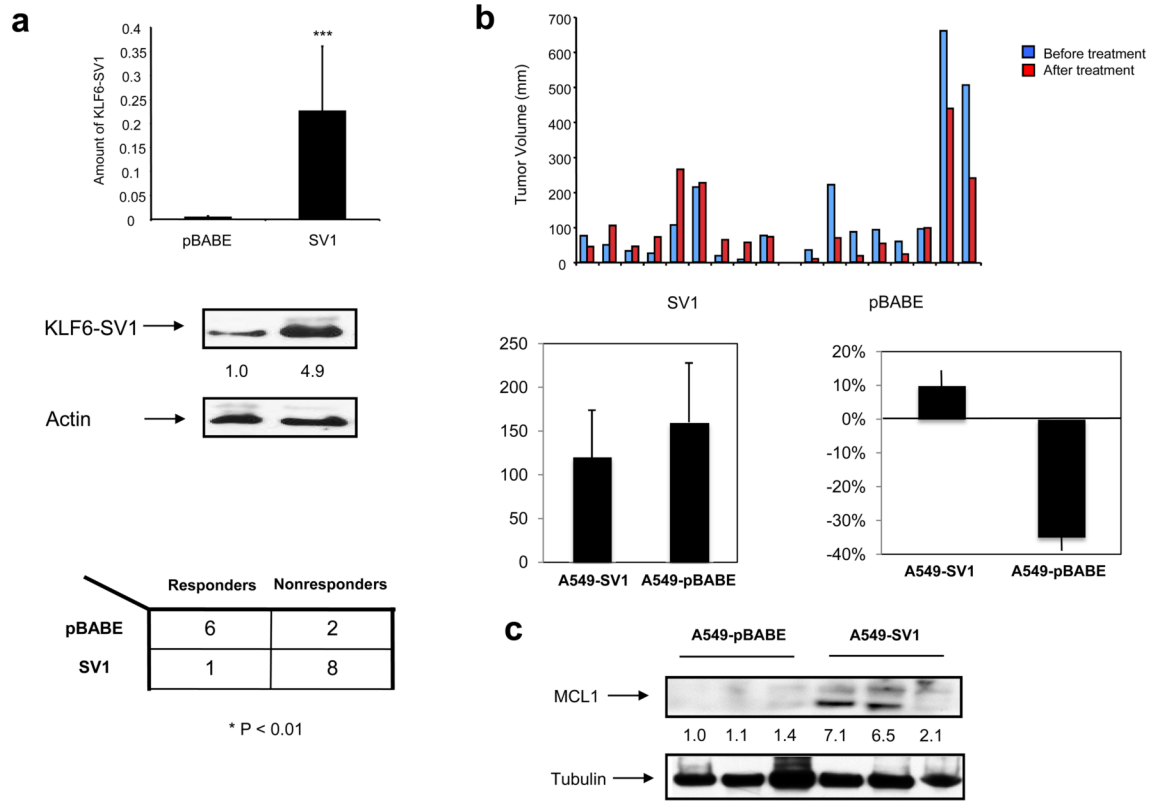 a
Amount of KLF6-SV1
0.4
0.35
0.3
0.25
0.2
0.15
0.1
0.05
0
***
pBABE SV1
KLF6-SV1
1.0 4.9
Actin
Responders Nonresponders
pBABE 6 2
SV1 1 8
* P < 0.01
b
Tumor Volume (mm)
700
600
500
400
300
200
100
0
Before treatment
After treatment
SV1 pBABE
250
200
150
100
50
0
A549-SV1 A549-pBABE
20%
10%
0%
-10%
-20%
-30%
-40%
A549-SV1 A549-pBABE
c
A549-pBABE A549-SV1
MCL1
1.0 1.1 1.4 7.1 6.5 2.1
Tubulin